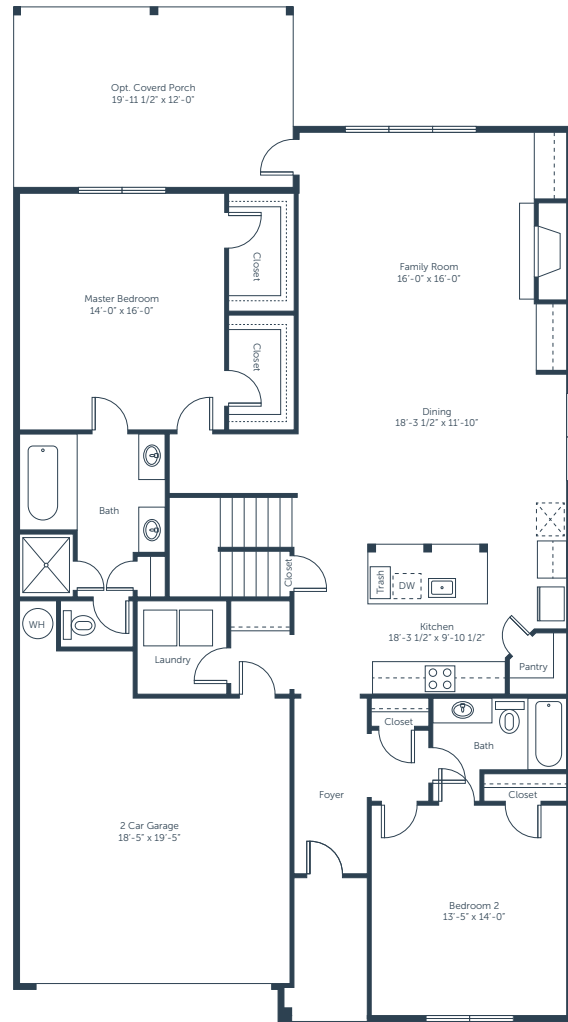 Opt. Coverd Porch
19'-11 1/2" x 12'-0"
Closet
Family Room
16'-0" x 16'-0"
Master Bedroom
14'-0" x 16'-0"
Closet
Dining
18'-3 1/2" x 11'-10"
Bath
Closet
Trash
DW
WH
Kitchen
18'-3 1/2" x 9'-10 1/2"
Laundry
Pantry
Closet
Bath
Foyer
Closet
2 Car Garage
18'-5" x 19'-5"
Bedroom 2
13'-5" x 14'-0"